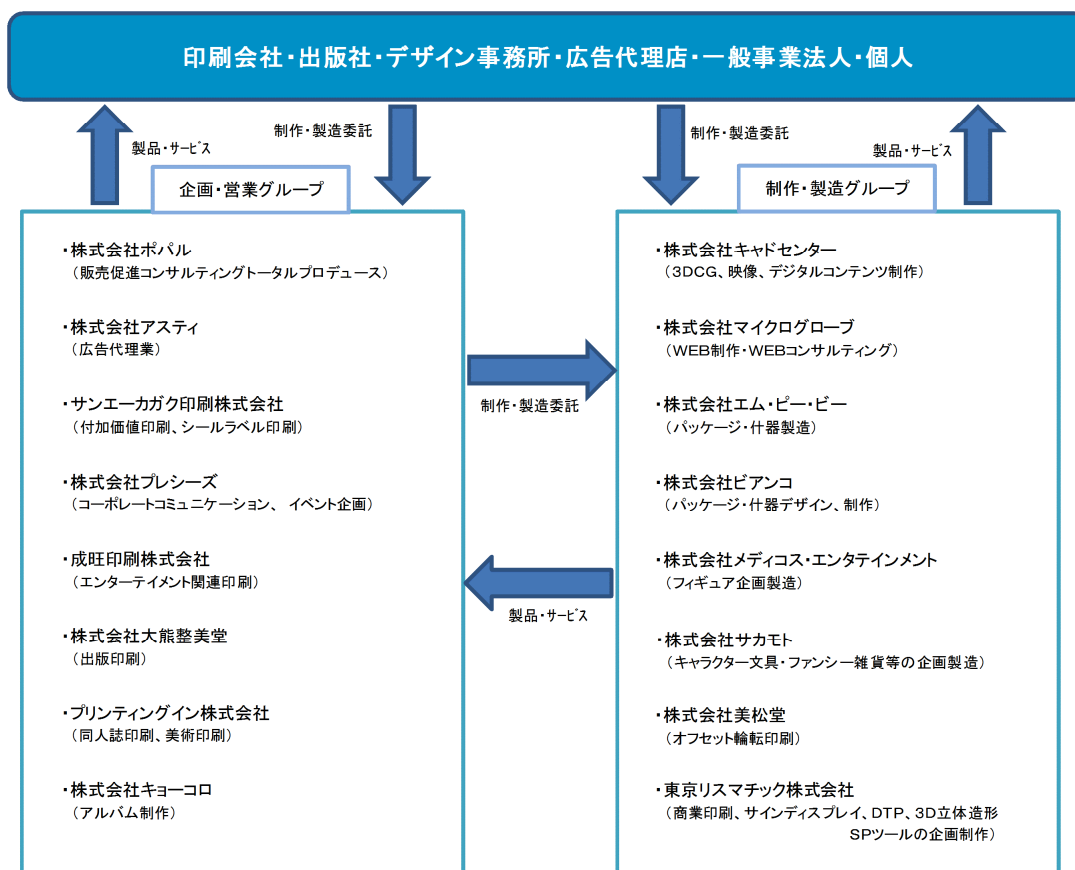 印刷会社・出版社・デザイン事務所・広告代理店・一般事業法人・個人
製品・サービス
制作・製造委託
制作・製造委託
製品・サービス
企画・営業グループ
・株式会社ポパル
（販売促進コンサルティングトータルプロデュース）
・株式会社アスティ
（広告代理業）
・サンエーカガク印刷株式会社
（付加価値印刷、シールラベル印刷）
・株式会社プレシーズ
（コーポレートコミュニケーション、 イベント企画）
・成旺印刷株式会社
（エンターテイメント関連印刷）
・株式会社大熊整美堂
（出版印刷）
・プリンティングイン株式会社
（同人誌印刷、美術印刷）
・株式会社キョーコロ
（アルバム制作）
制作・製造委託
製品・サービス
制作・製造グループ
・株式会社キャドセンター
（3DCG、映像、デジタルコンテンツ制作）
・株式会社マイクログローブ
（WEB制作・WEBコンサルティング）
・株式会社エム・ピー・ビー
（パッケージ・什器製造）
・株式会社ビアンコ
（パッケージ・什器デザイン、制作）
・株式会社メディコス・エンタテインメント
（フィギュア企画製造）
・株式会社サカモト
（キャラクター文具・ファンシー雑貨等の企画製造）
・株式会社美松堂
（オフセット輪転印刷）
・東京リスマチック株式会社
（商業印刷、サインディスプレイ、DTP、3D立体造形
SPツールの企画制作）